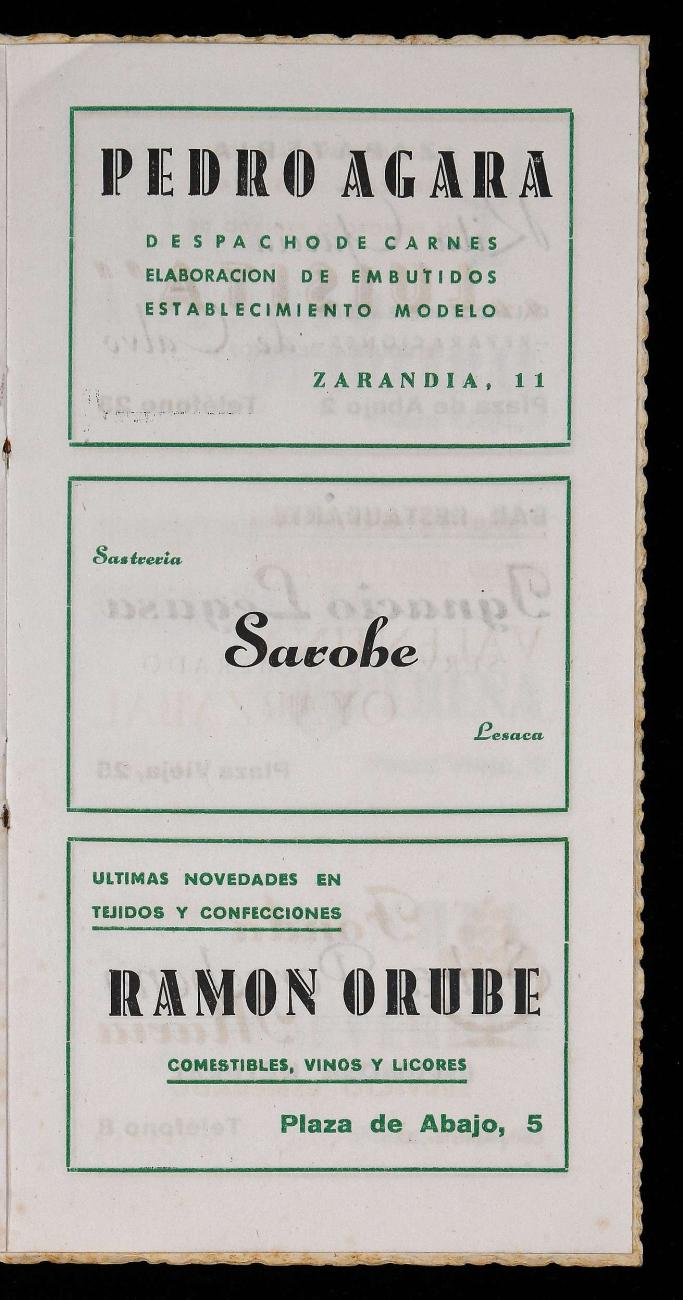 PEDRO AGARA
DESPACHO DE CARNES
ELABORACION DE EMBUTIDOS
ESTABLECIMIENTO MODELO
ZARANDIA, 11
Sastreria
Sarobe
Lesaca
ULTIMAS NOVEDADES EN
TEJIDOS Y CONFECCIONES
RAMON ORUBE
COMESTIBLES, VINOS Y LICORES
Plaza de Abajo, 5